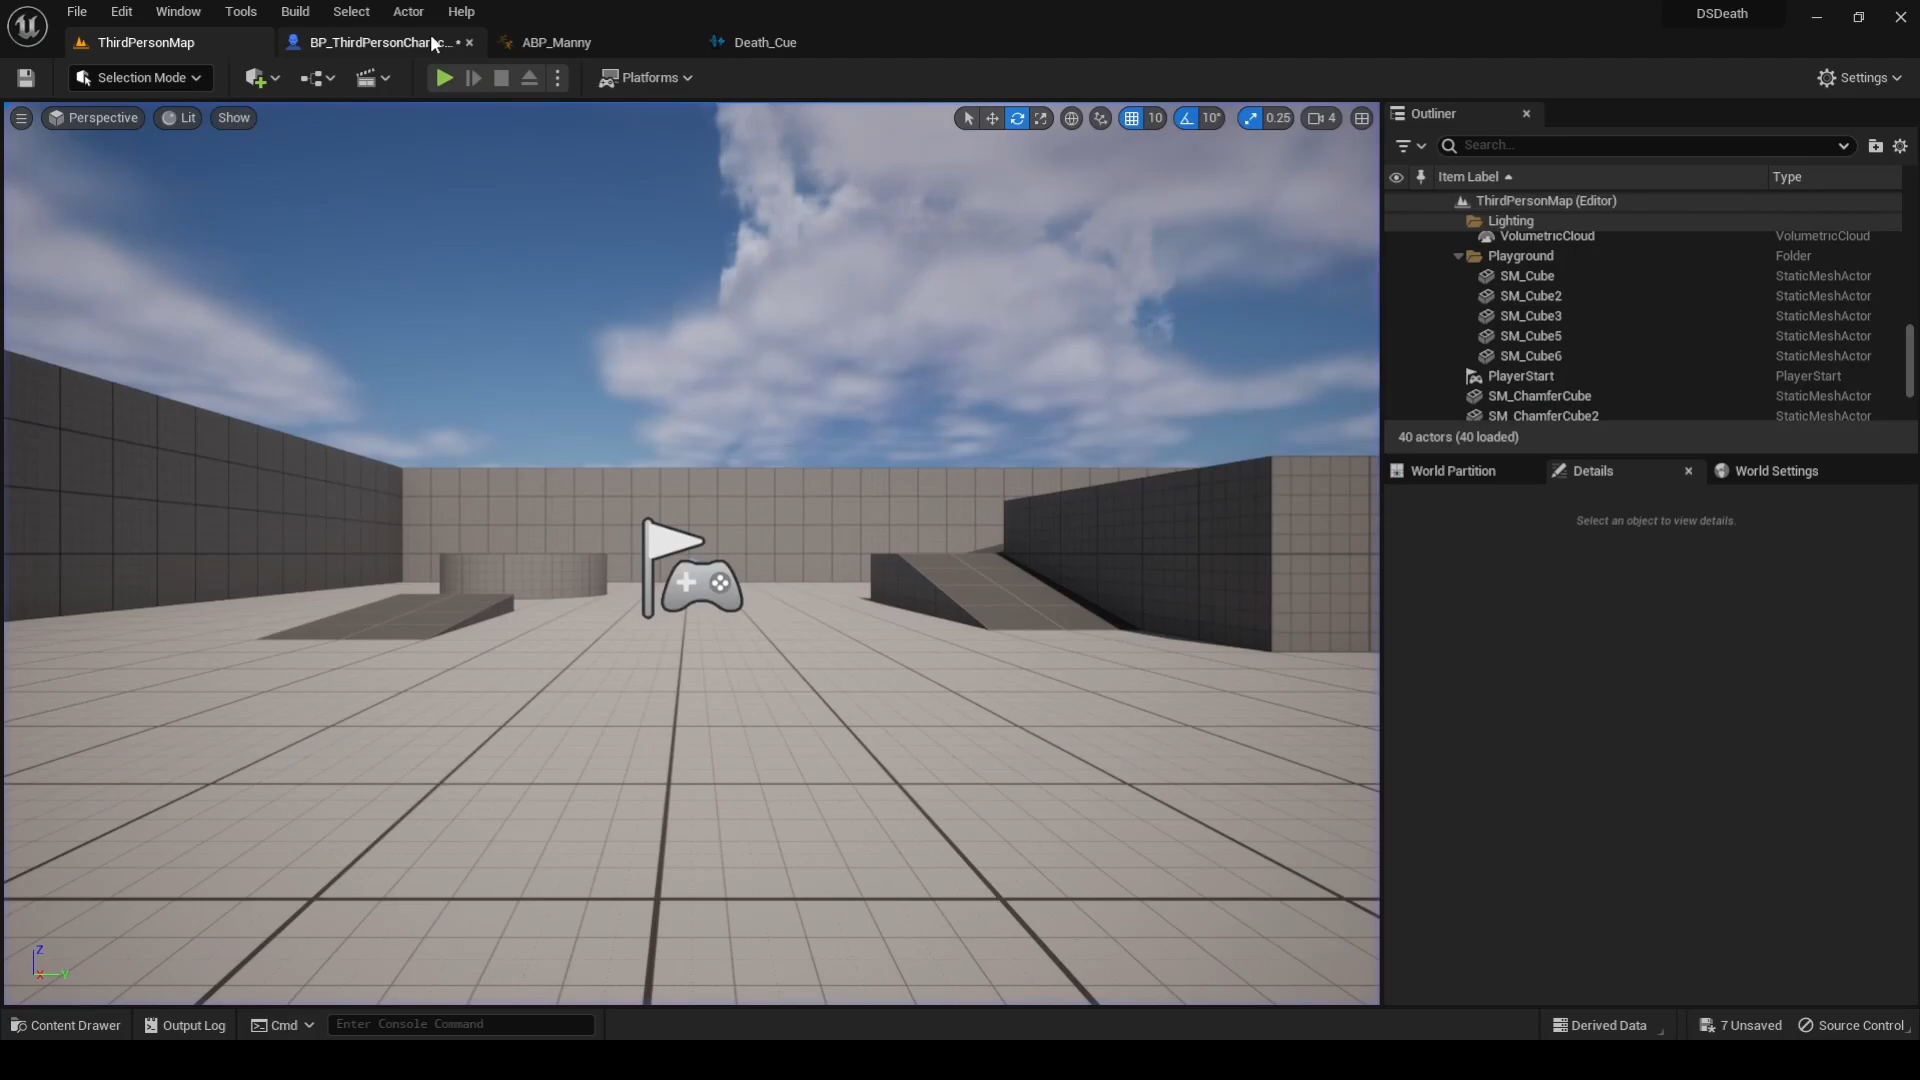 File Edit Window Tools Build Select Actor Help
DSDeath
ThirdPersonMap
BP_ThirdPersonCharac...•
ABP_Manny
Death_Cue
Selection Mode
Platforms
Settings
Perspective
Lit
Show
10
10°
0.25
4
Outliner
Search...
Item Label
Type
ThirdPersonMap (Editor)
Lighting
VolumetricCloud VolumetricCloud
Playground Folder
SM_Cube StaticMeshActor
SM_Cube2 StaticMeshActor
SM_Cube3 StaticMeshActor
SM_Cube5 StaticMeshActor
SM_Cube6 StaticMeshActor
PlayerStart PlayerStart
SM_ChamferCube StaticMeshActor
SM_ChamferCube2 StaticMeshActor
40 actors (40 loaded)
World Partition
Details
World Settings
Select an object to view details.
Z
X
Y
Content Drawer
Output Log
Cmd
Enter Console Command
Derived Data
7 Unsaved
Source Control